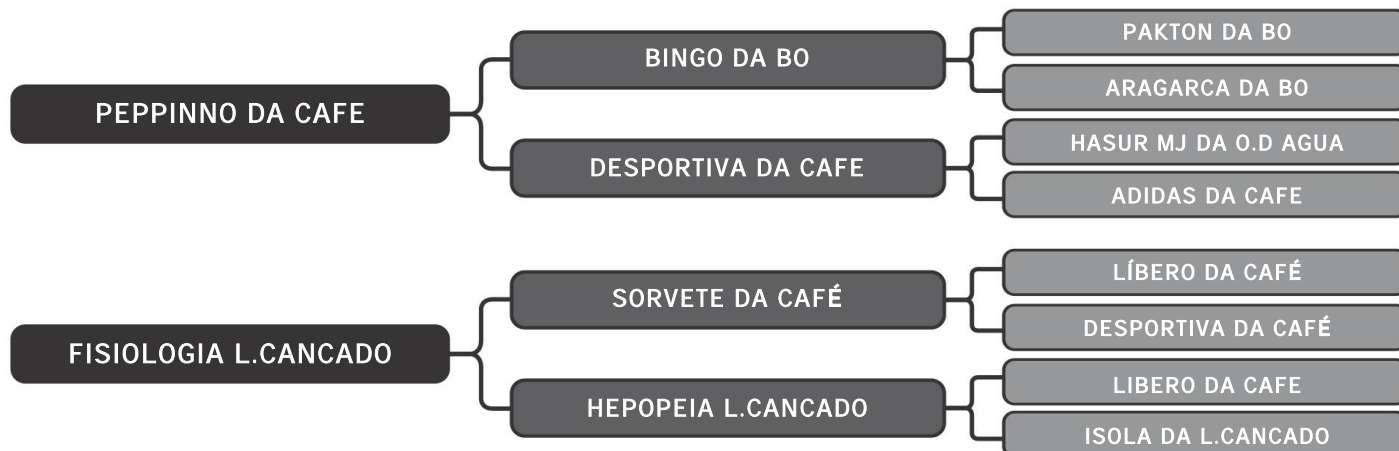 PEPPINNO DA CAFE
BINGO DA BO
PAKTON DA BO
ARAGARCA DA BO
DESPORTIVA DA CAFE
HASUR MJ DA O.D AGUA
ADIDAS DA CAFE
FISIOLOGIA L.CANCADO
SORVETE DA CAFÉ
LÍBERO DA CAFÉ
DESPORTIVA DA CAFÉ
HEPOPEIA L.CANCADO
LIBERO DA CAFE
ISOLA DA L.CANCADO